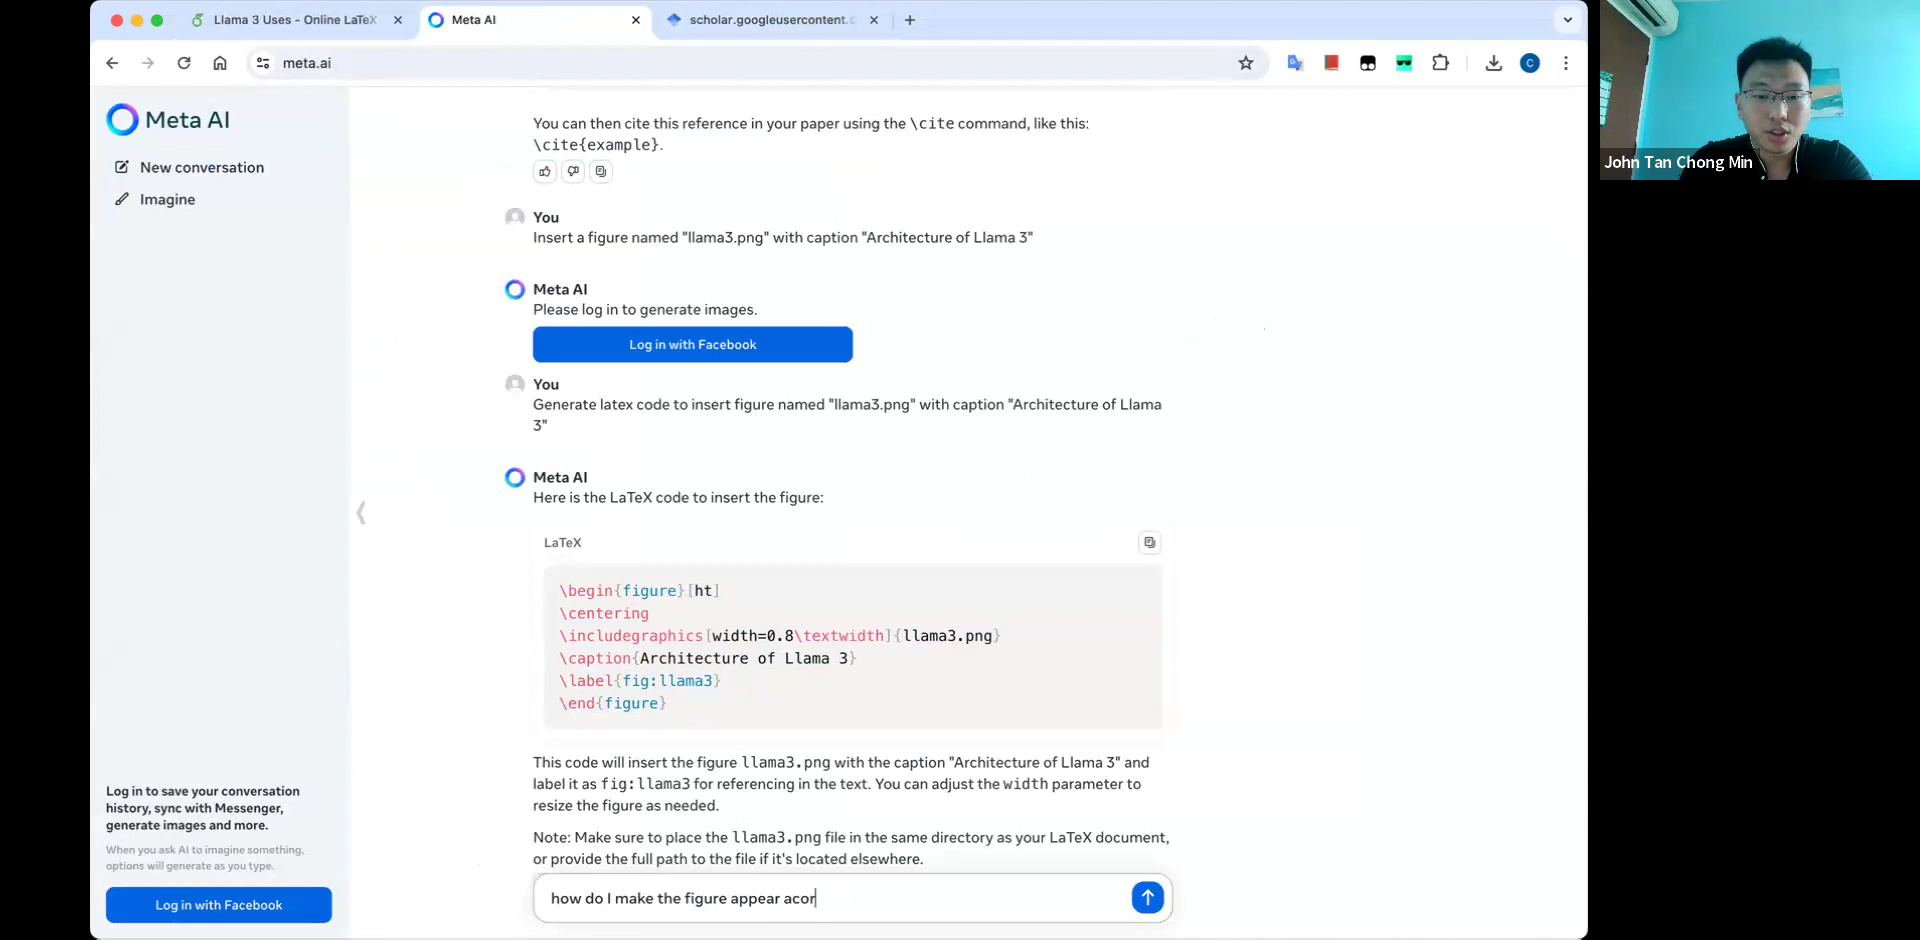 Llama 3 Uses - Online LaTeX
Meta AI
scholar.googleusercontent.c
meta.ai
C
John Tan Chong Min
Meta AI
New conversation
Imagine
You can then cite this reference in your paper using the \cite command, like this:
\cite{example}.
You
Insert a figure named "llama3.png" with caption "Architecture of Llama 3"
Meta AI
Please log in to generate images.
Log in with Facebook
You
Generate latex code to insert figure named "llama3.png" with caption "Architecture of Llama
3"
Meta AI
Here is the LaTeX code to insert the figure:
LaTeX
\begin{figure}[ht]
\centering
\includegraphics[width=0.8\textwidth]{llama3.png}
\caption{Architecture of Llama 3}
\label{fig:llama3}
\end{figure}
This code will insert the figure llama3.png with the caption "Architecture of Llama 3" and
label it as fig:llama3 for referencing in the text. You can adjust the width parameter to
resize the figure as needed.
Note: Make sure to place the llama3.png file in the same directory as your LaTeX document,
or provide the full path to the file if it's located elsewhere.
how do I make the figure appear acor
Log in to save your conversation
history, sync with Messenger,
generate images and more.
When you ask AI to imagine something,
options will generate as you type.
Log in with Facebook